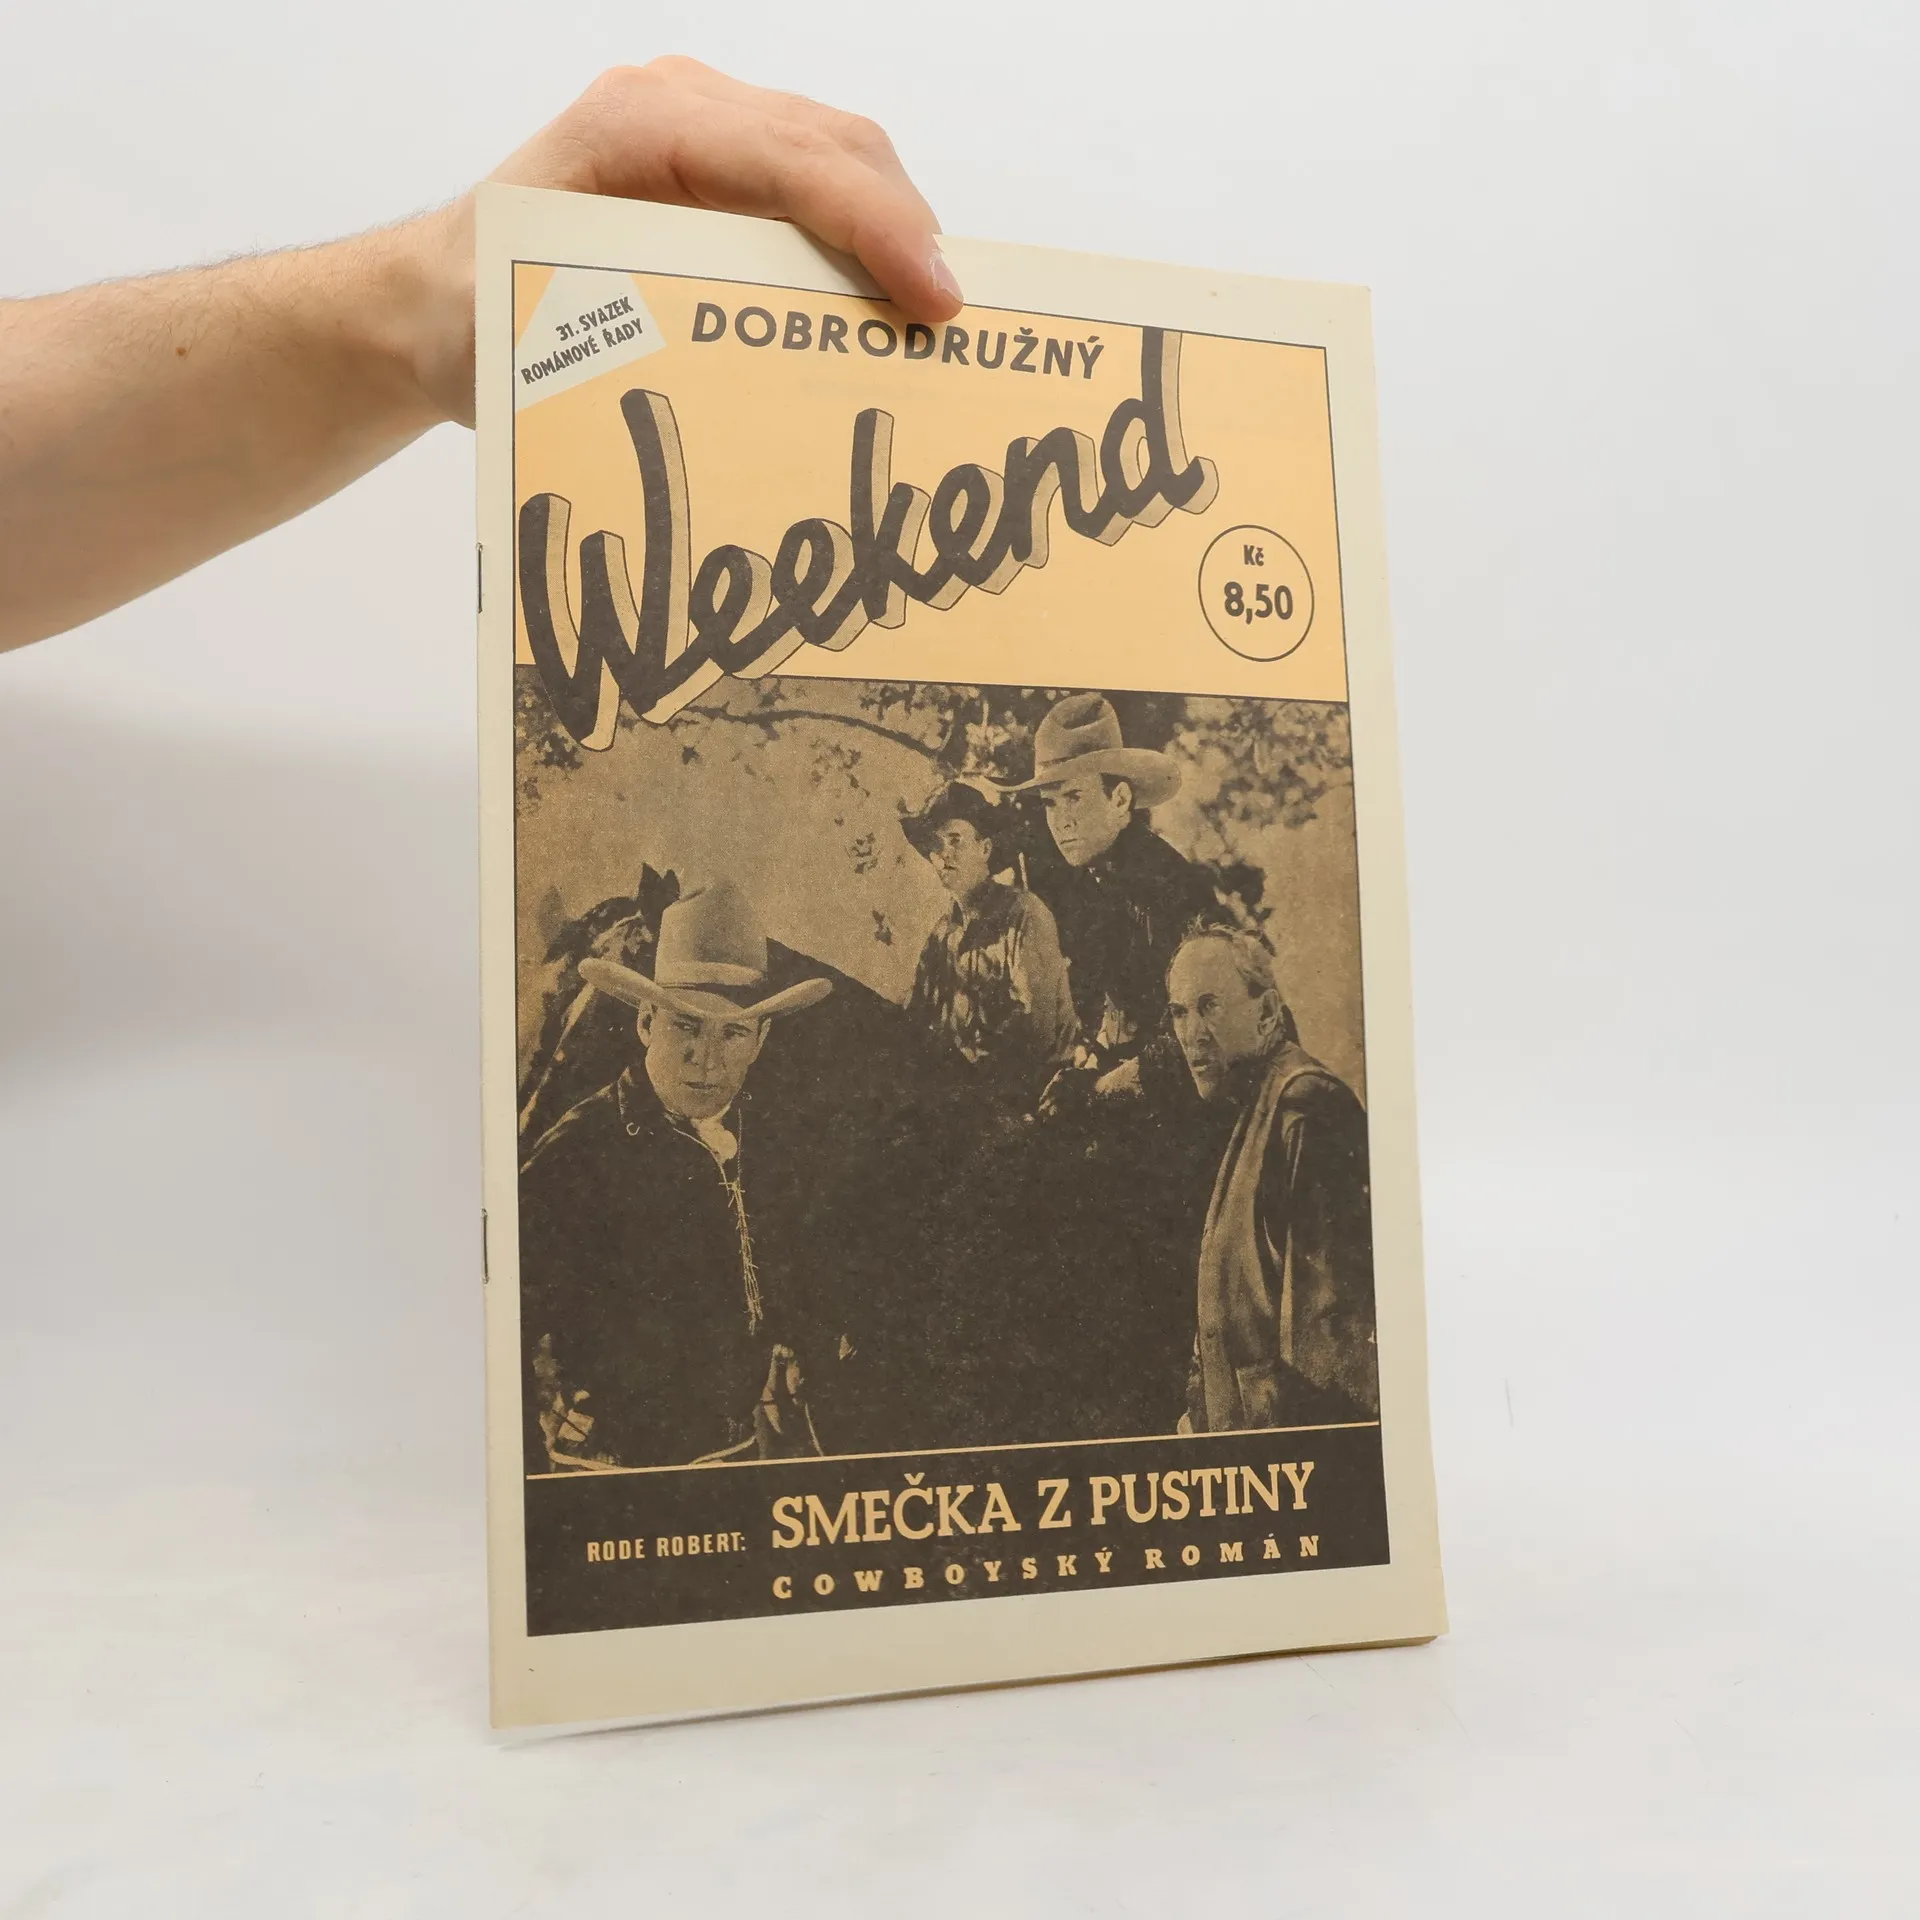 31. SVAZEK
ROMÁNOVÉ ŘADY
DOBRODRUŽNÝ
Weekend
Kč
8,50
RODE ROBERT: SMEČKA Z PUSTINY
COWBOYSKÝ ROMÁN